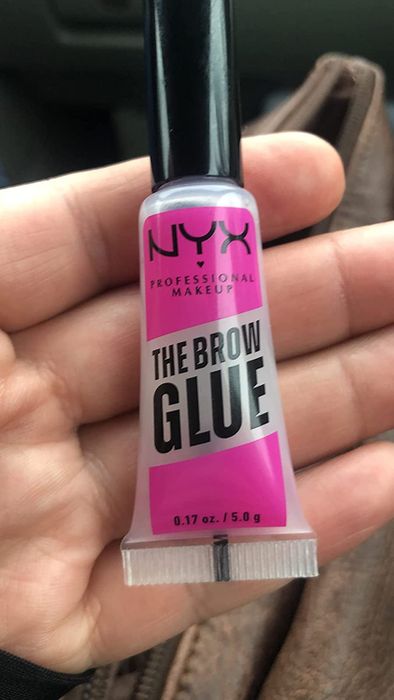 NYX
PROFESSIONAL
MAKEUP
THE BROW
GLUE
0.17 oz. / 5.0 g